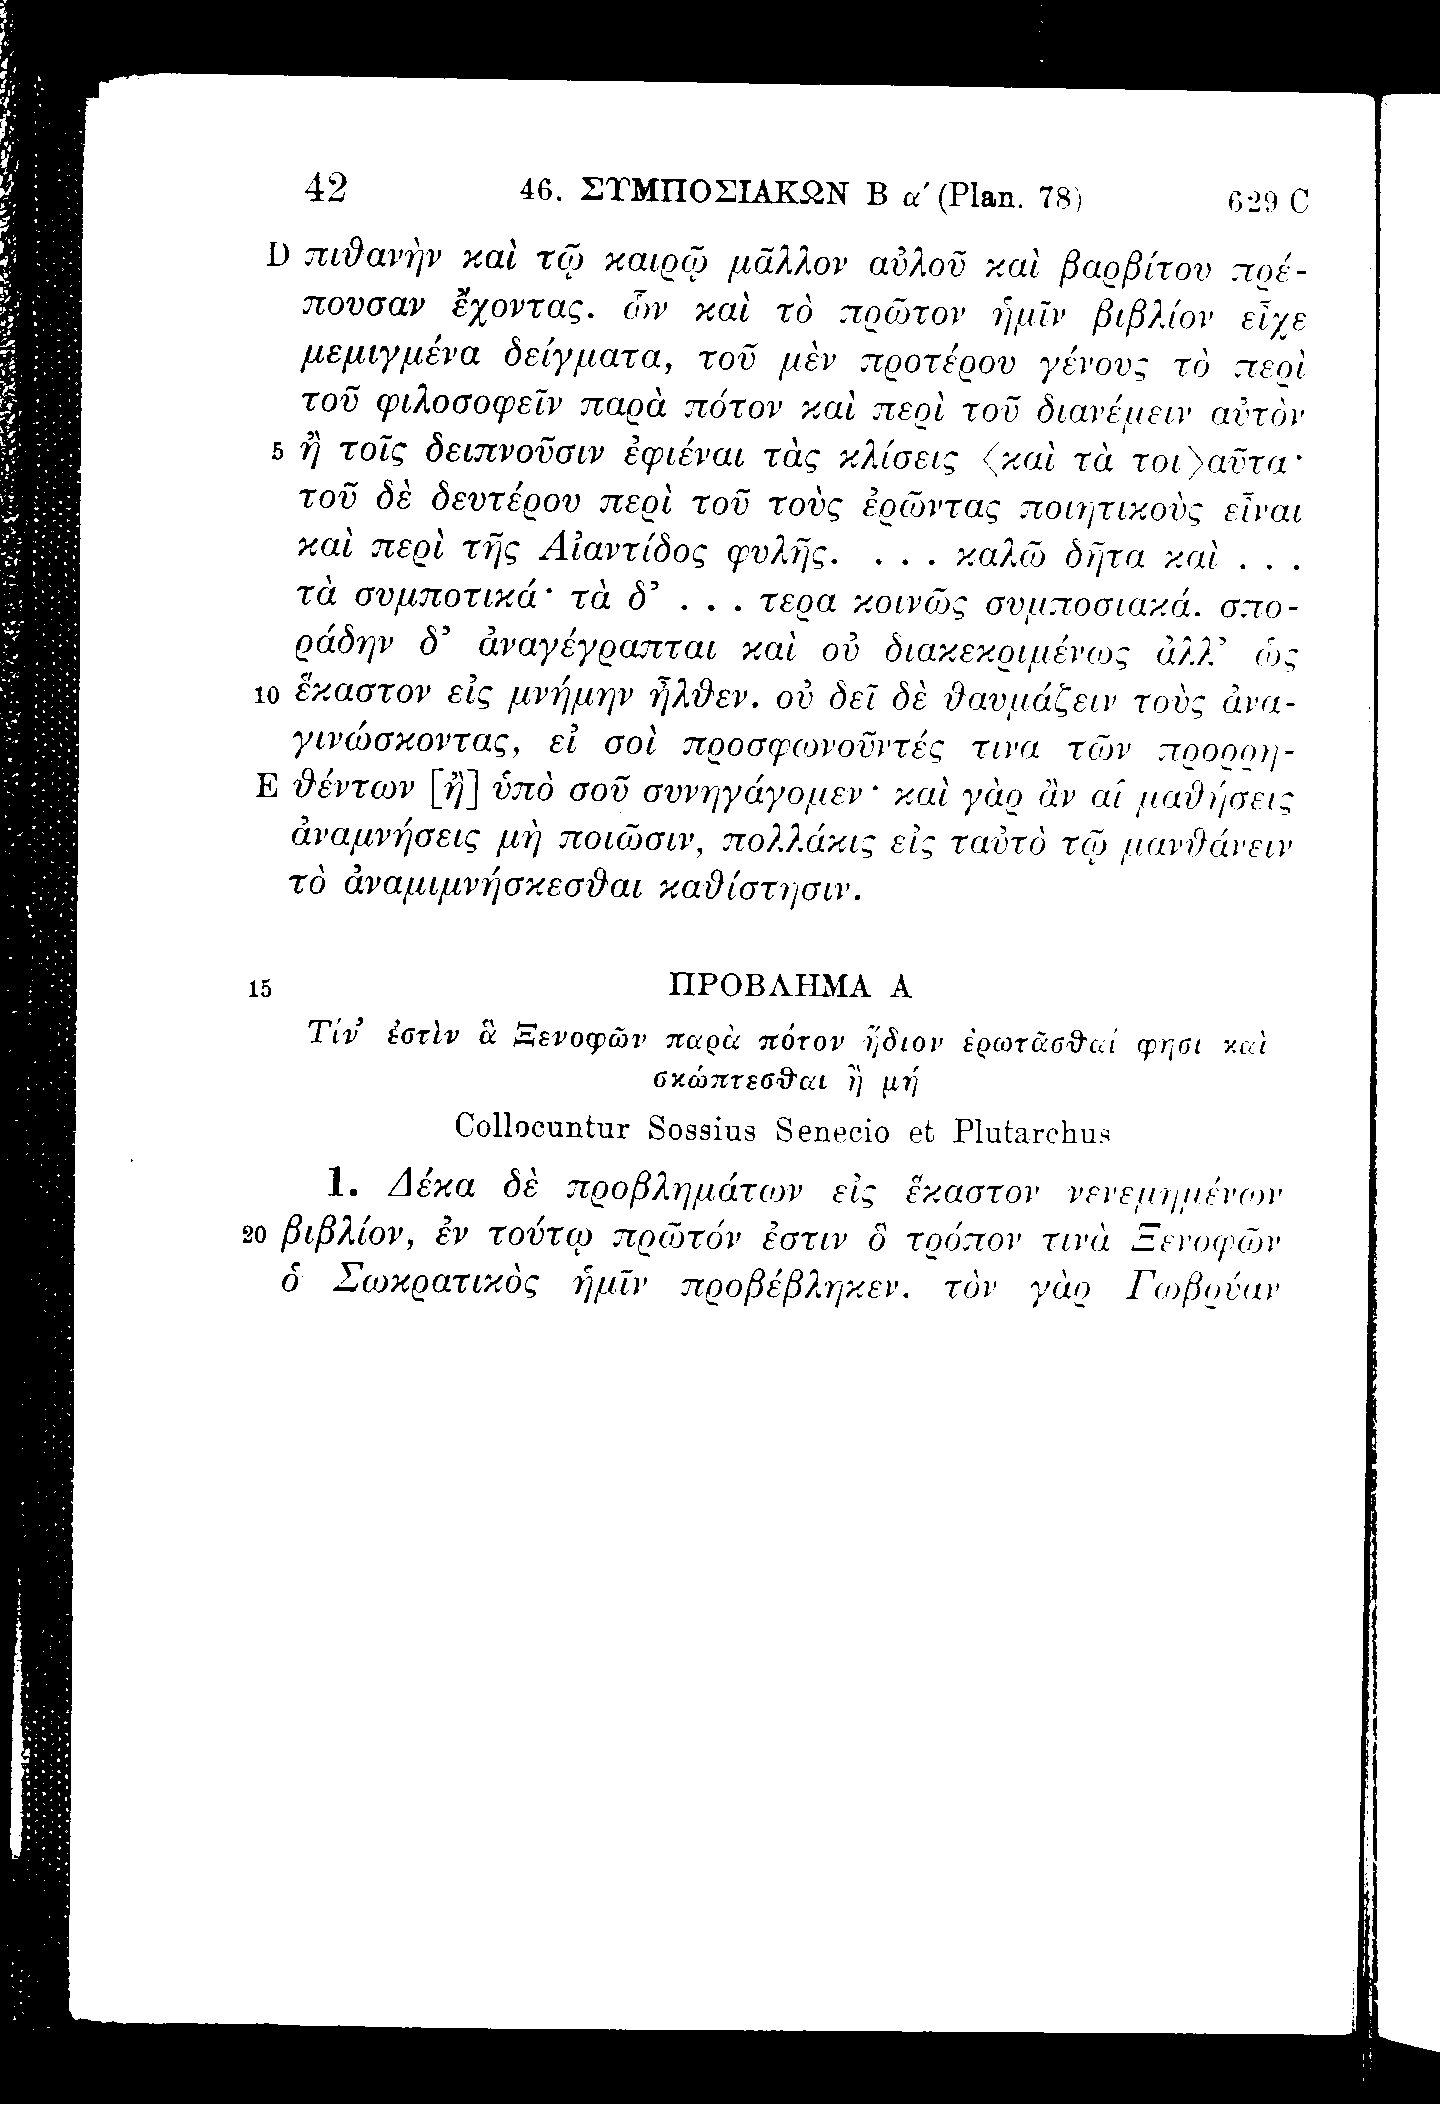 42 46. ΣΥΜΠΟΣΙΑΚΩΝ Β α′ (Plan. 78) 629 C
D πιθανὴν καὶ τῷ καιρῷ μᾶλλον αὐλοῦ καὶ βαρβίτου πρέ-
πουσαν ἔχοντας. ὧν καὶ τὸ πρῶτον ἡμῖν βιβλίον εἶχε
μεμιγμένα δείγματα, τοῦ μὲν προτέρου γένους τὸ περὶ
τοῦ φιλοσοφεῖν παρὰ πότον καὶ περὶ τοῦ διανέμειν αὐτὸν
5 ἢ τοῖς δειπνοῦσιν ἐφιέναι τὰς κλίσεις <καὶ τὰ τοι>αῦτα·
τοῦ δὲ δευτέρου περὶ τοῦ τοὺς ἐρῶντας ποιητικοὺς εἶναι
καὶ περὶ τῆς Αἰαντίδος φυλῆς. . . . καλῶ δῆτα καὶ . . .
τὰ συμποτικά· τὰ δ’ . . . τερα κοινῶς συμποσιακά. σπο-
ράδην δ’ ἀναγέγραπται καὶ οὐ διακεκριμένως ἀλλ’ ὡς
10 ἕκαστον εἰς μνήμην ἦλθεν. οὐ δεῖ δὲ θαυμάζειν τοὺς ἀνα-
γινώσκοντας, εἰ σοὶ προσφωνοῦντές τινα τῶν προρρη-
E θέντων [ἢ] ὑπὸ σοῦ συνηγάγομεν· καὶ γὰρ ἂν αἱ μαθήσεις
ἀναμνήσεις μὴ ποιῶσιν, πολλάκις εἰς ταὐτὸ τῷ μανθάνειν
τὸ ἀναμιμνήσκεσθαι καθίστησιν.
15 ΠΡΟΒΛΗΜΑ Α
Τίν’ ἐστὶν ἃ Ξενοφῶν παρὰ πότον ἥδιον ἐρωτᾶσθαί φησι καὶ
σκώπτεσθαι ἢ μή
Collocuntur Sossius Senecio et Plutarchus
1. Δέκα δὲ προβλημάτων εἰς ἕκαστον νενεμημένων
20 βιβλίον, ἐν τούτῳ πρῶτόν ἐστιν ὃ τρόπον τινὰ Ξενοφῶν
ὁ Σωκρατικὸς ἡμῖν προβέβληκεν. τὸν γὰρ Γωβρύαν